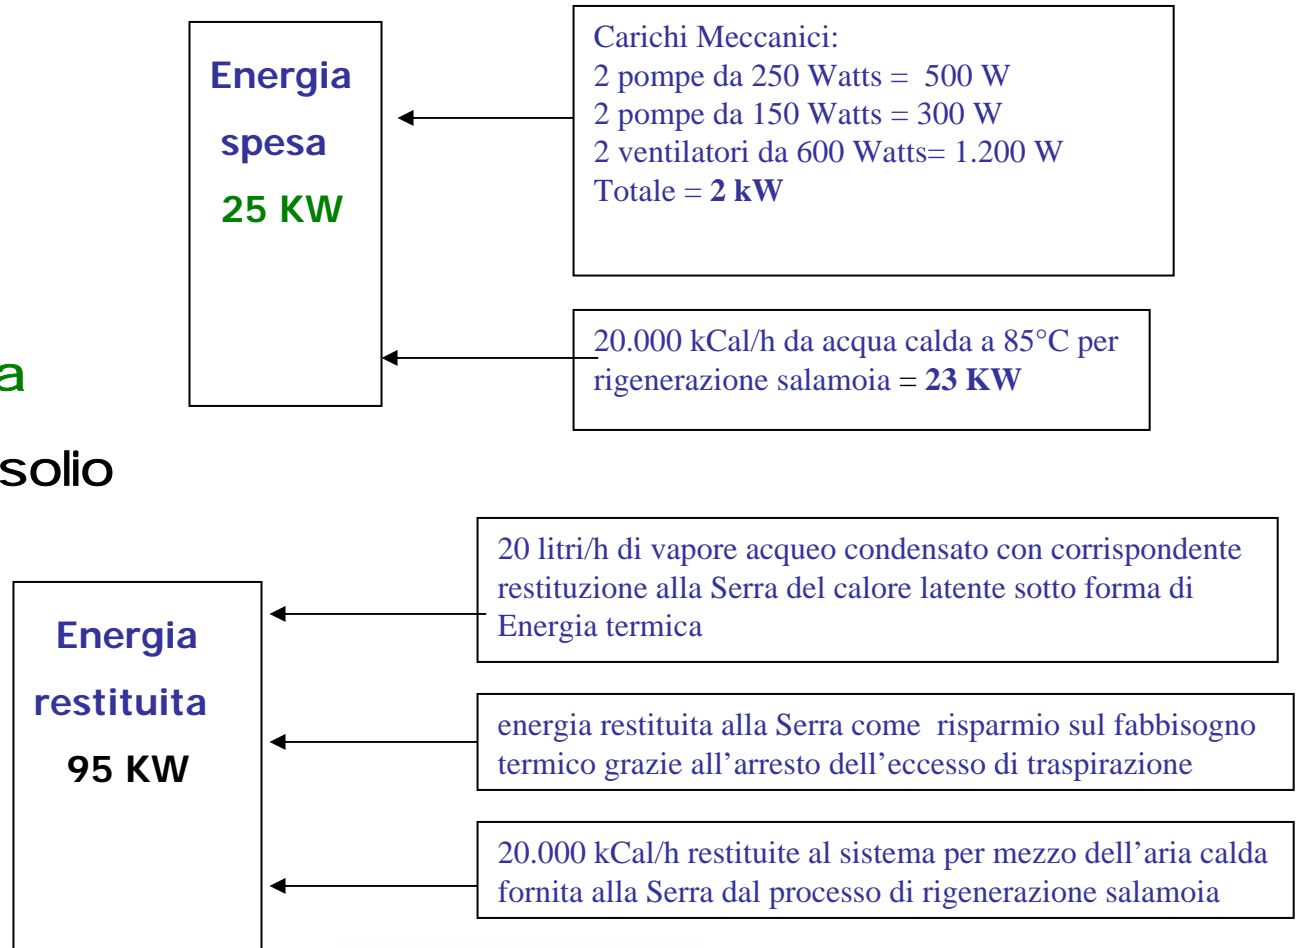 Energia
spesa
25 KW
Carichi Meccanici:
2 pompe da 250 Watts = 500 W
2 pompe da 150 Watts = 300 W
2 ventilatori da 600 Watts= 1.200 W
Totale = 2 kW
20.000 kCal/h da acqua calda a 85°C per
rigenerazione salamoia = 23 KW
a
solio
Energia
restituita
95 KW
20 litri/h di vapore acqueo condensato con corrispondente
restituzione alla Serra del calore latente sotto forma di
Energia termica
energia restituita alla Serra come risparmio sul fabbisogno
termico grazie all’arresto dell’eccesso di traspirazione
20.000 kCal/h restituite al sistema per mezzo dell’aria calda
fornita alla Serra dal processo di rigenerazione salamoia